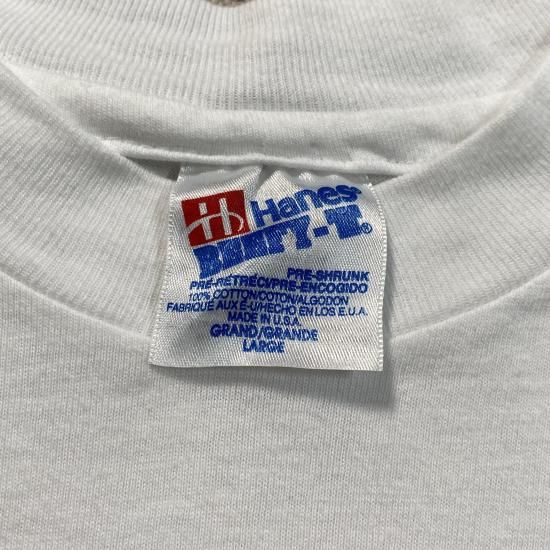 Hanes®
BEEFY-T®
PRE-SHRUNK
PRE-RETRÉCI/PRE-ENCOGIDO
100% COTTON/COTON/ALGODON
FABRIQUE AUX É-U/HECHO EN LOS E.U.A.
MADE IN U.S.A.
GRAND/GRANDE
LARGE